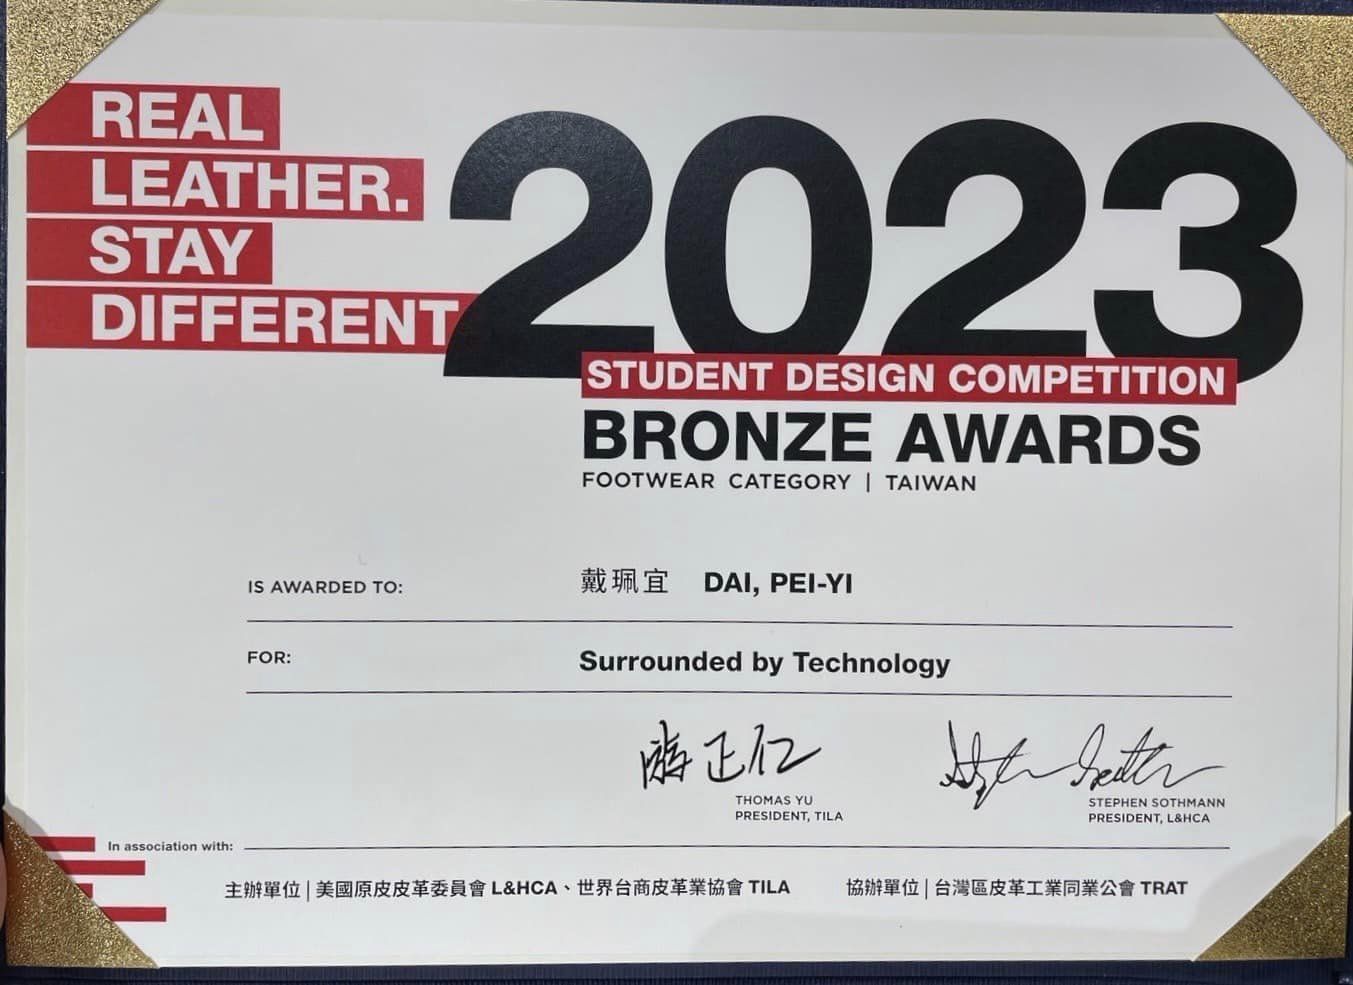 REAL
LEATHER.
STAY
DIFFERENT
2023
STUDENT DESIGN COMPETITION
BRONZE AWARDS
FOOTWEAR CATEGORY | TAIWAN
IS AWARDED TO: 戴珮宜 DAI, PEI-YI
FOR: Surrounded by Technology
游正仁
THOMAS YU
PRESIDENT, TILA
STEPHEN SOTHMANN
PRESIDENT, L&HCA
In association with:
主辦單位 | 美國原皮皮革委員會 L&HCA、世界台商皮革業協會 TILA 協辦單位 | 台灣區皮革工業同業公會 TRAT